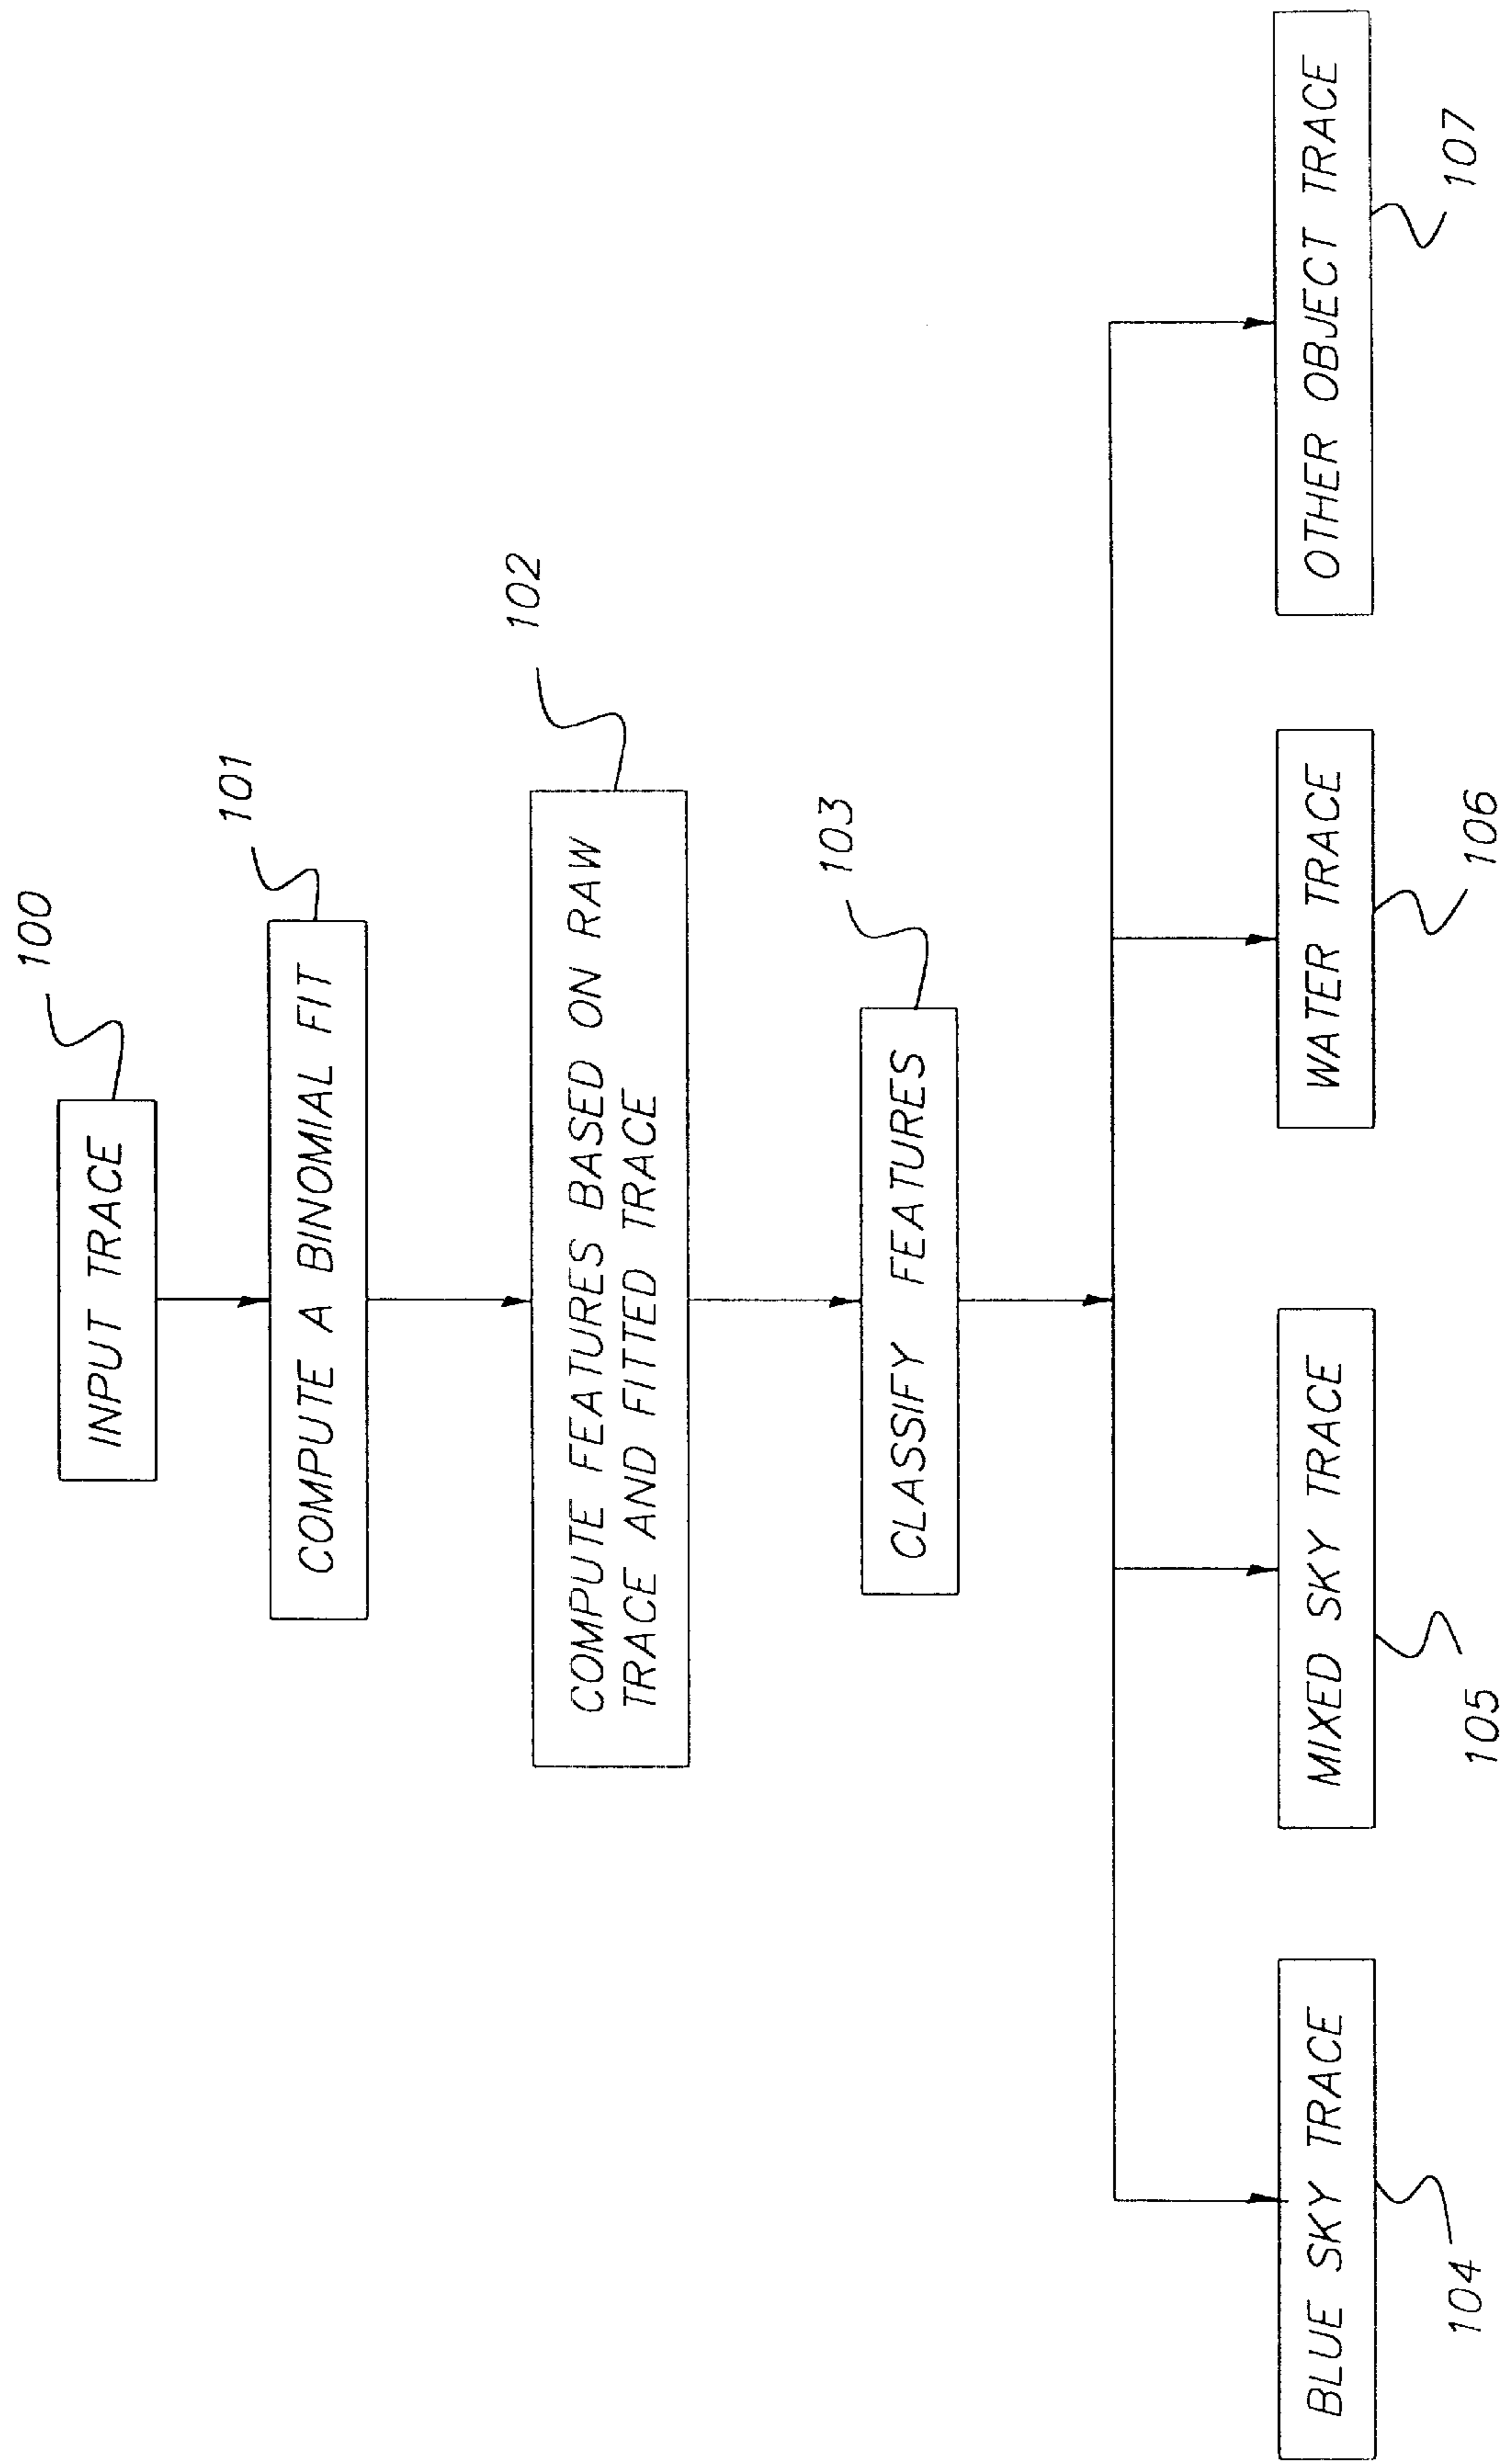 INPUT TRACE
100
COMPUTE A BINOMIAL FIT
101
COMPUTE FEATURES BASED ON RAW
TRACE AND FITTED TRACE
102
CLASSIFY FEATURES
103
BLUE SKY TRACE
104
MIXED SKY TRACE
105
WATER TRACE
106
OTHER OBJECT TRACE
107